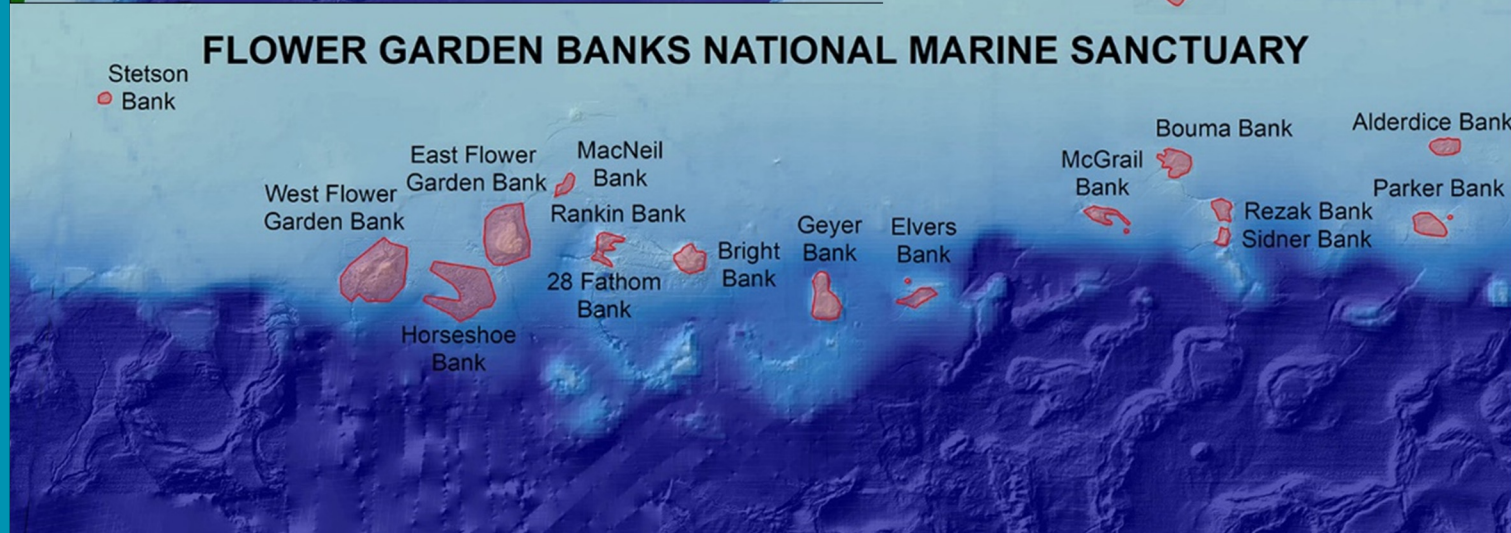 FLOWER GARDEN BANKS NATIONAL MARINE SANCTUARY
Stetson
Bank
West Flower
Garden Bank
East Flower
Garden Bank
MacNeil
Bank
Rankin Bank
28 Fathom
Bank
Bright
Bank
Horseshoe
Bank
Geyer
Bank
Elvers
Bank
McGrail
Bank
Bouma Bank
Rezak Bank
Sidner Bank
Alderdice Bank
Parker Bank